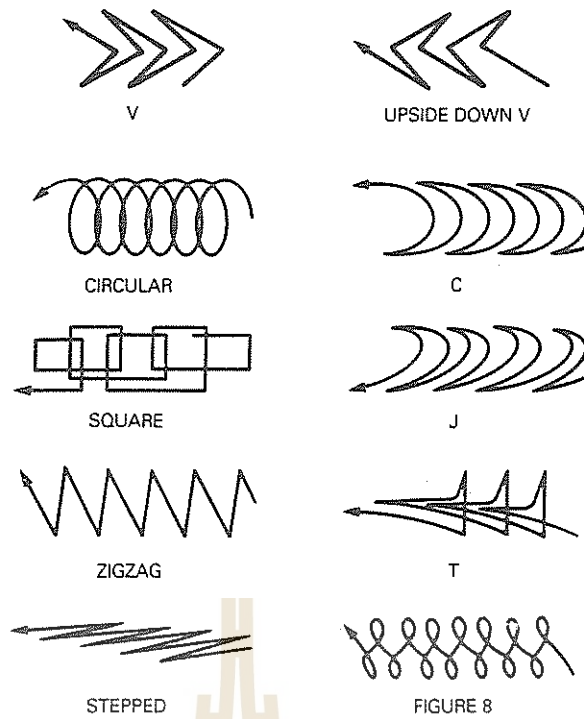 V
UPSIDE DOWN V
CIRCULAR
C
SQUARE
J
ZIGZAG
T
STEPPED
FIGURE 8